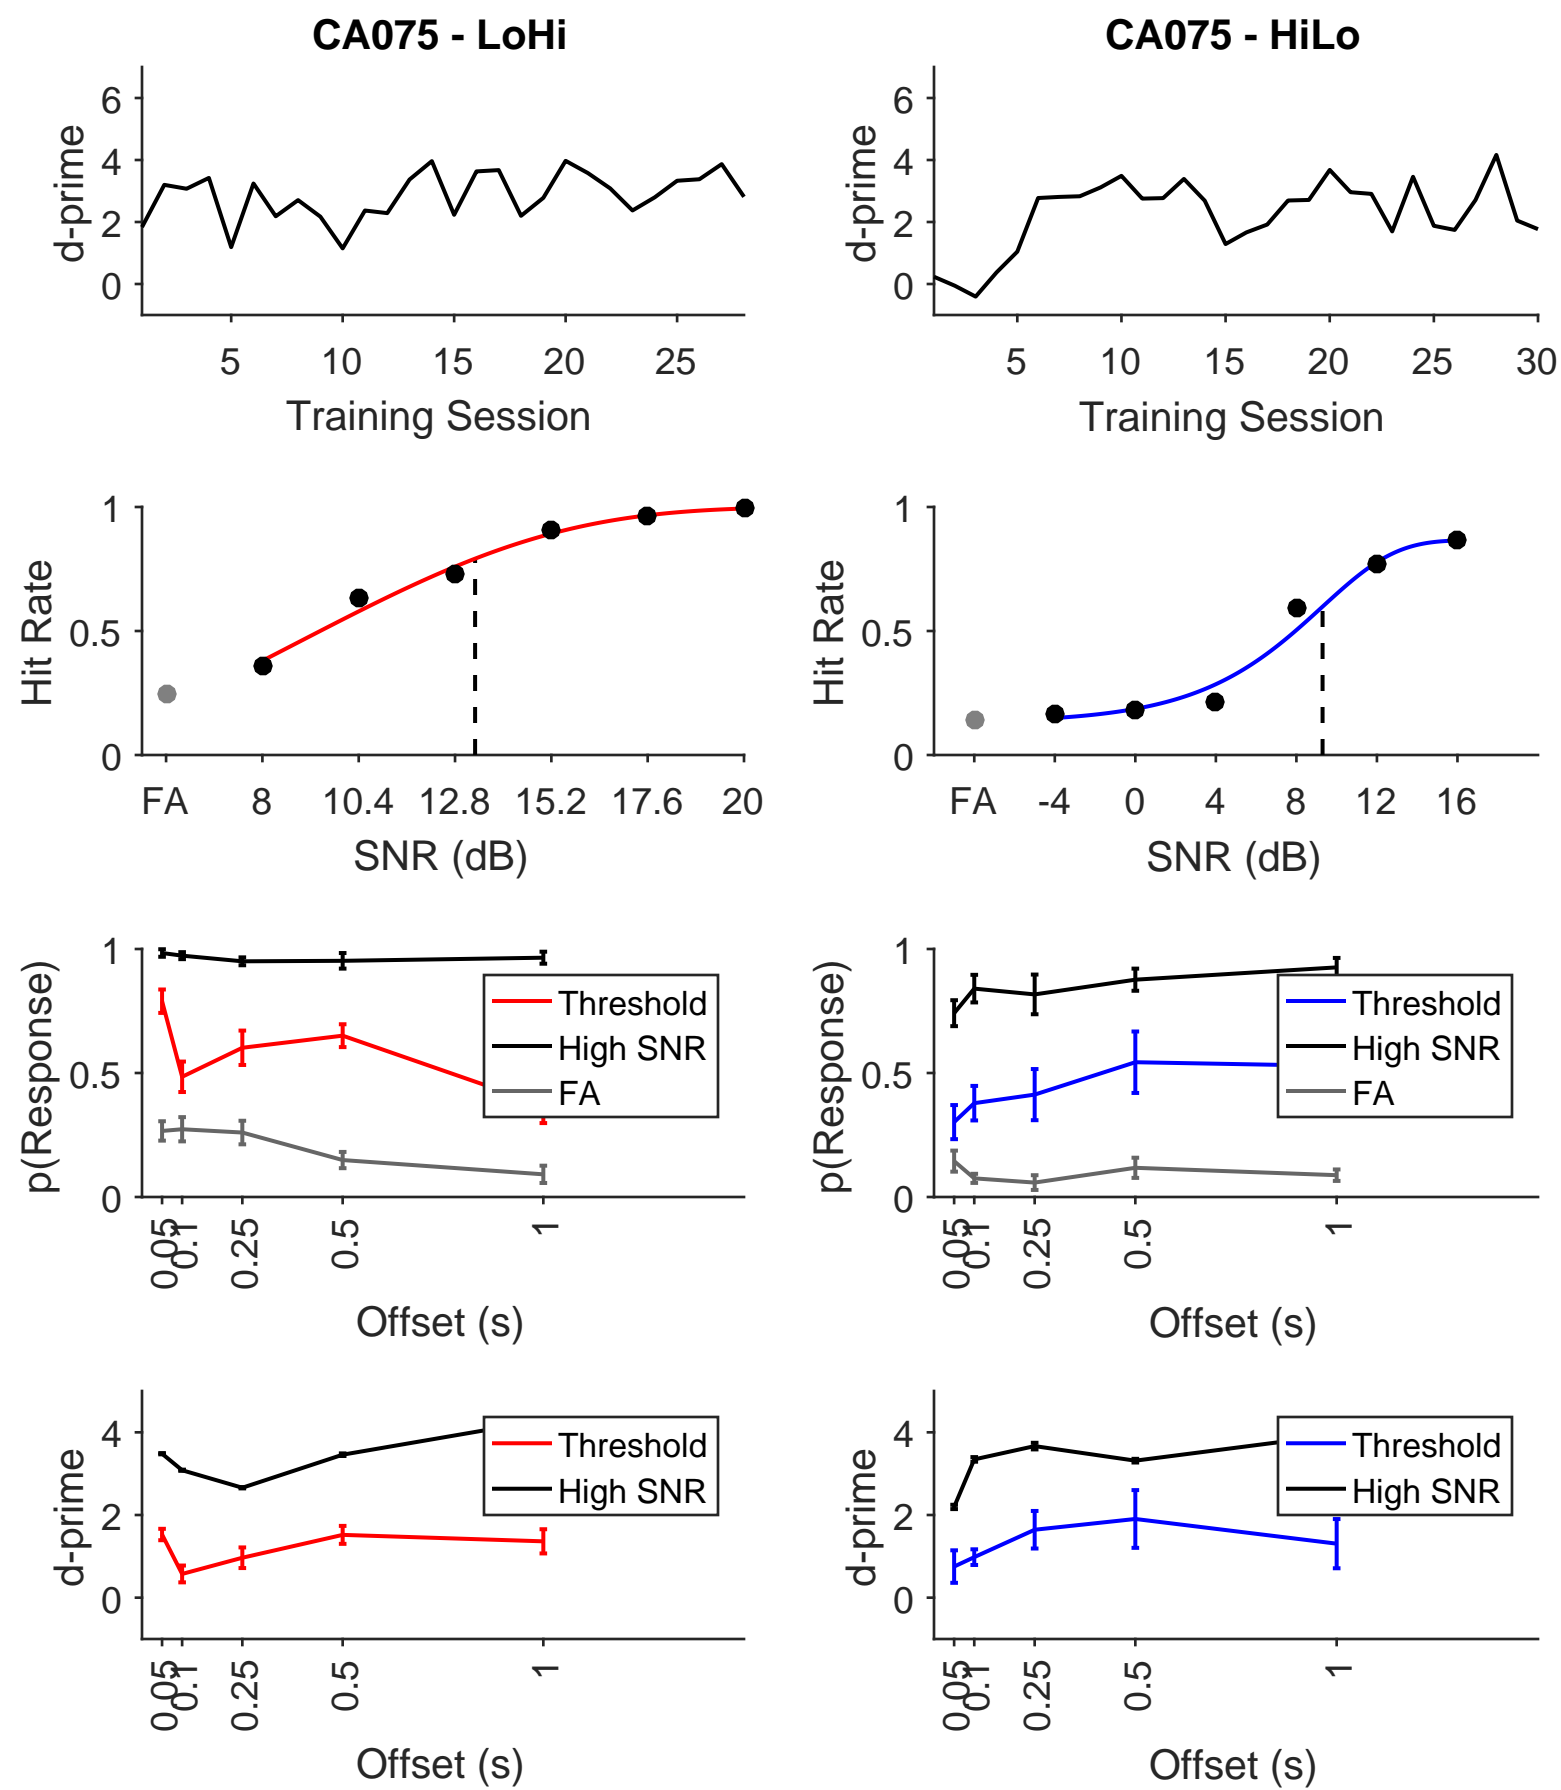 CA075 - LoHi
CA075 - HiLo
6
4
2
0
d-prime
5 10 15 20 25
Training Session
6
4
2
0
d-prime
5 10 15 20 25 30
Training Session
1
0.5
0
Hit Rate
FA 8 10.4 12.8 15.2 17.6 20
SNR (dB)
1
0.5
0
Hit Rate
FA -4 0 4 8 12 16
SNR (dB)
1
0.5
0
p(Response)
Threshold
High SNR
FA
0.05 0.1 0.25 0.5 1
Offset (s)
1
0.5
0
p(Response)
Threshold
High SNR
FA
0.05 0.1 0.25 0.5 1
Offset (s)
4
2
0
d-prime
Threshold
High SNR
0.05 0.1 0.25 0.5 1
Offset (s)
4
2
0
d-prime
Threshold
High SNR
0.05 0.1 0.25 0.5 1
Offset (s)